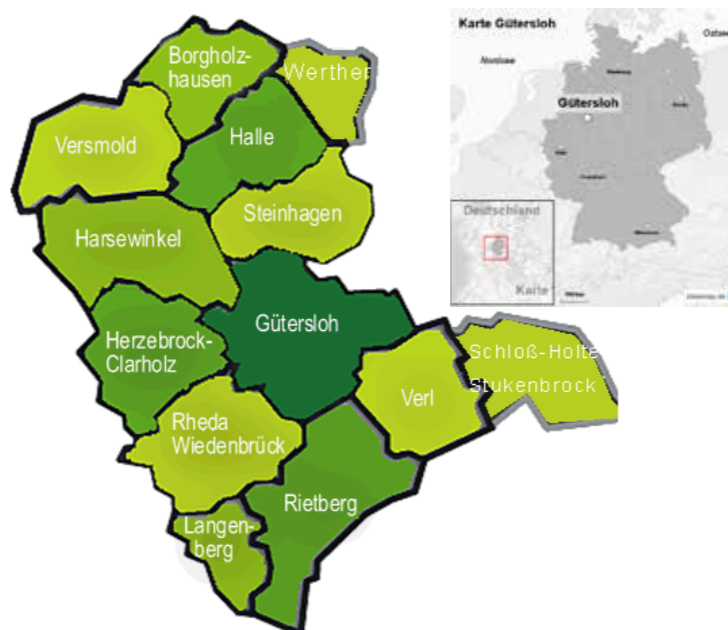 Borgholz-
hausen
Werther
Versmold
Halle
Steinhagen
Harsewinkel
Gütersloh
Herzebrock-
Clarholz
Schloß-Holte
Stukenbrock
Verl
Rheda
Wiedenbrück
Rietberg
Langen-
berg
Karte Gütersloh
Nordsee
Ostsee
Gütersloh
Deutschland
Karte